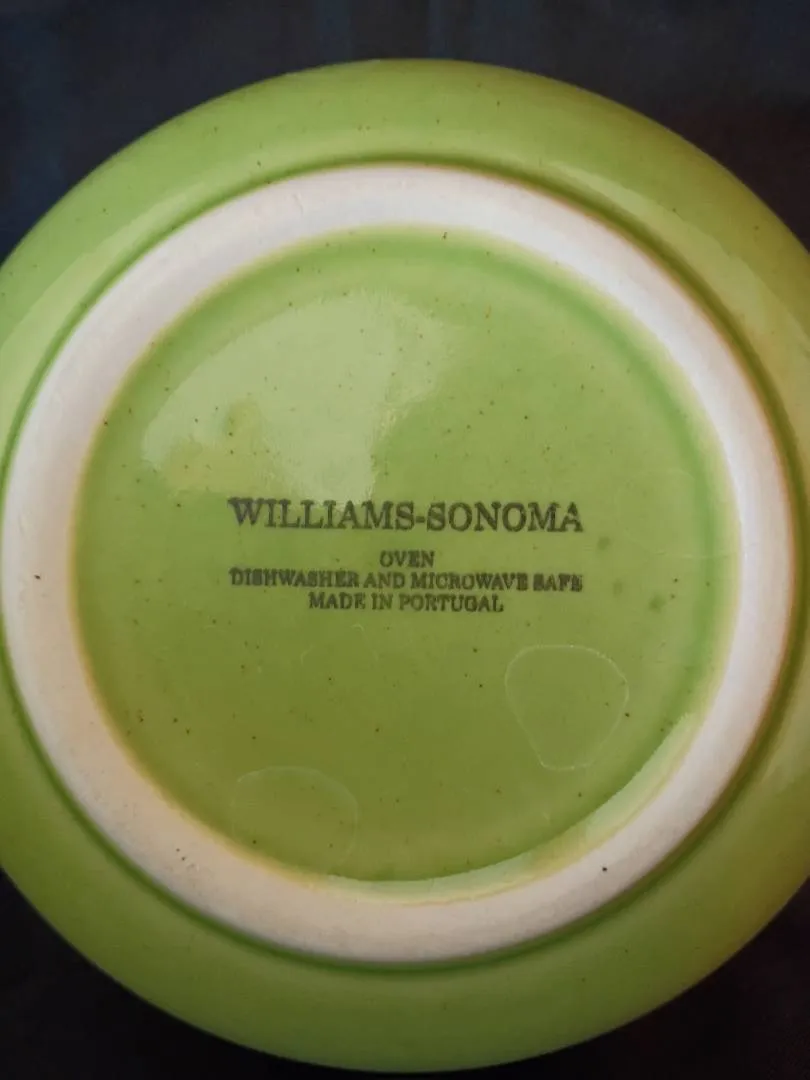 WILLIAMS-SONOMA
OVEN
DISHWASHER AND MICROWAVE SAFE
MADE IN PORTUGAL